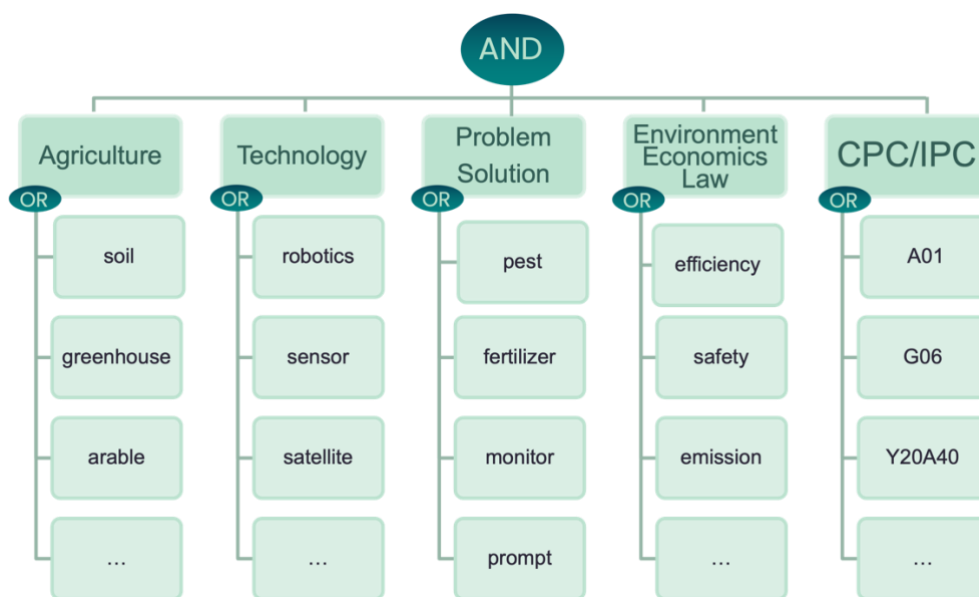 AND
Agriculture
OR
soil
greenhouse
arable
...
Technology
OR
robotics
sensor
satellite
...
Problem
Solution
OR
pest
fertilizer
monitor
prompt
Environment
Economics
Law
OR
efficiency
safety
emission
...
CPC/IPC
OR
A01
G06
Y20A40
...